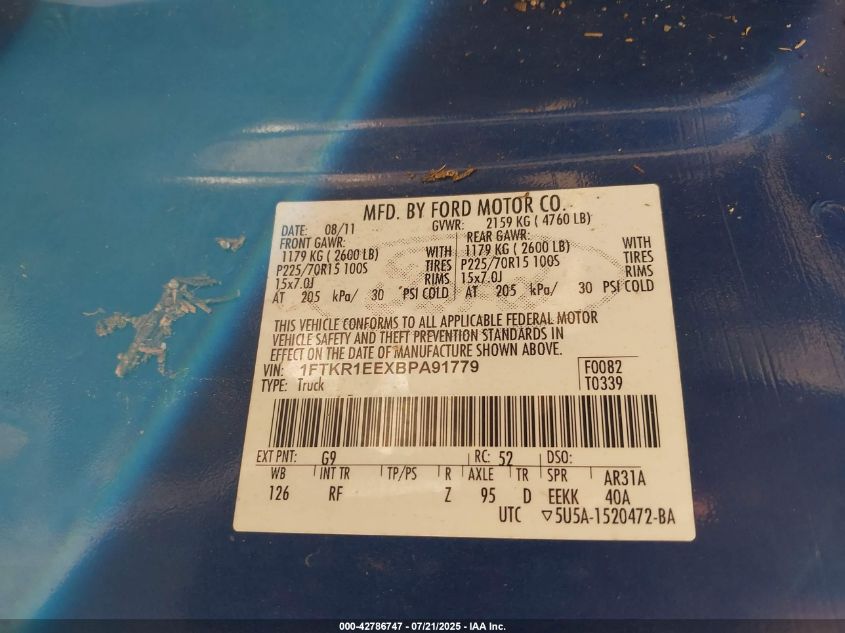 MFD. BY FORD MOTOR CO.
DATE: 08/11 GVWR: 2159 KG ( 4760 LB)
FRONT GAWR: REAR GAWR:
1179 KG ( 2600 LB) WITH 1179 KG ( 2600 LB) WITH
P225/70R15 100S TIRES P225/70R15 100S TIRES
15x7.0J RIMS 15x7.0J RIMS
AT 205 kPa/ 30 PSI COLD AT 205 kPa/ 30 PSI COLD
THIS VEHICLE CONFORMS TO ALL APPLICABLE FEDERAL MOTOR
VEHICLE SAFETY AND THEFT PREVENTION STANDARDS IN
EFFECT ON THE DATE OF MANUFACTURE SHOWN ABOVE.
VIN: 1FTKR1EEXBPA91779 F0082
TYPE: Truck T0339
EXT PNT: G9 RC: 52 DSO:
WB INT TR TP/PS R AXLE TR SPR AR31A
126 RF Z 95 D EEKK 40A
UTC ▽5U5A-1520472-BA
000-42786747 - 07/21/2025 - IAA Inc.